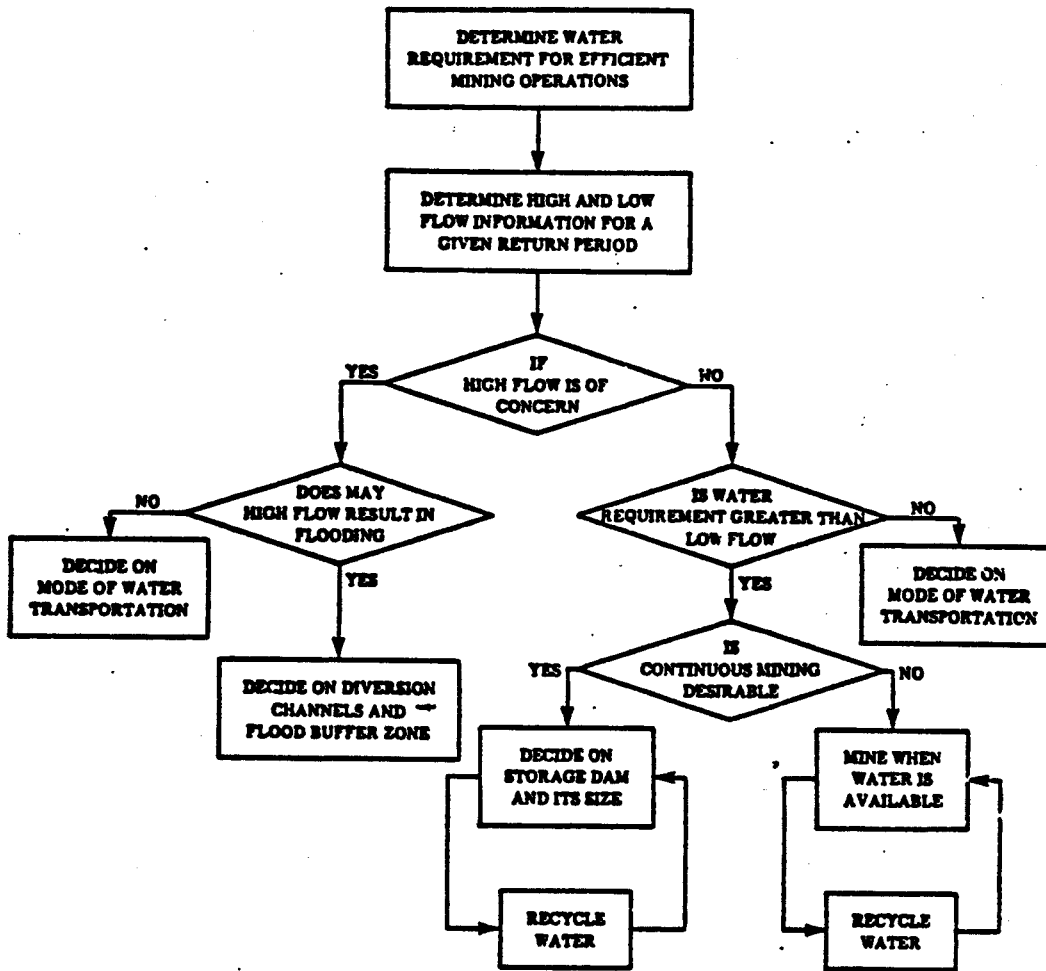 DETERMINE WATER
REQUIREMENT FOR EFFICIENT
MINING OPERATIONS
DETERMINE HIGH AND LOW
FLOW INFORMATION FOR A
GIVEN RETURN PERIOD
IF
HIGH FLOW IS OF
CONCERN
YES
NO
DOES MAY
HIGH FLOW RESULT IN
FLOODING
NO
YES
IS WATER
REQUIREMENT GREATER THAN
LOW FLOW
NO
YES
DECIDE ON
MODE OF WATER
TRANSPORTATION
DECIDE ON
MODE OF WATER
TRANSPORTATION
DECIDE ON DIVERSION
CHANNELS AND
FLOOD BUFFER ZONE
IS
CONTINUOUS MINING
DESIRABLE
YES
NO
DECIDE ON
STORAGE DAM
AND ITS SIZE
MINE WHEN
WATER IS
AVAILABLE
RECYCLE
WATER
RECYCLE
WATER